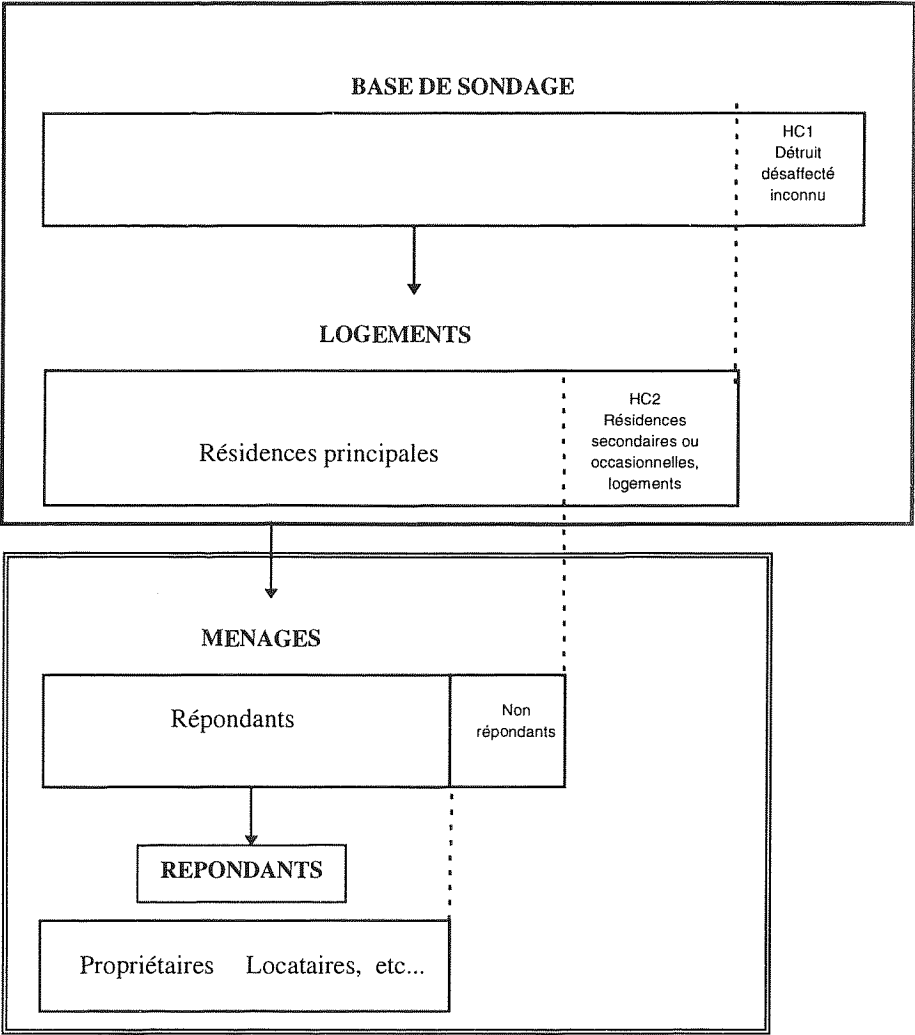 BASE DE SONDAGE
HC1
Détruit
désaffecté
inconnu
LOGEMENTS
Résidences principales
HC2
Résidences
secondaires ou
occasionnelles,
logements
MENAGES
Répondants
Non
répondants
REPONDANTS
Propriétaires Locataires, etc...